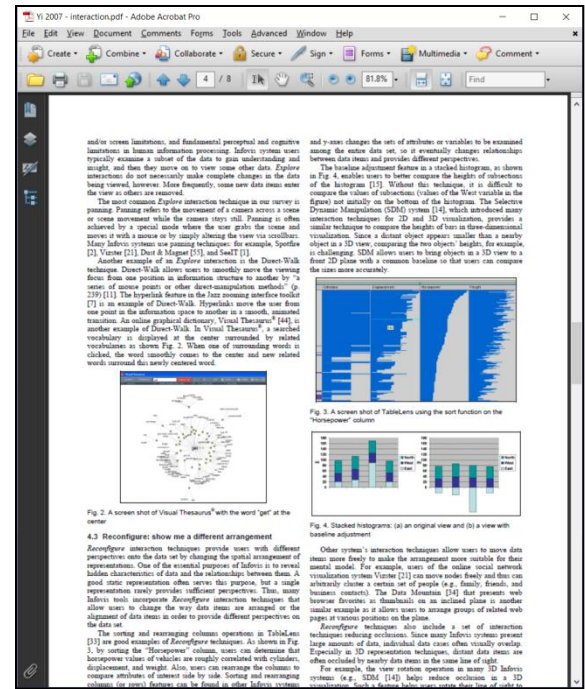 Yi 2007 - interaction.pdf - Adobe Acrobat Pro
File Edit View Document Comments Forms Tools Advanced Window Help
Create Combine Collaborate Secure Sign Forms Multimedia Comment
4 / 8 81.8% Find
and/or screen limitations, and fundamental perceptual and cognitive
limitations in human information processing. Infovis system users
typically examine a subset of the data to gain understanding and
insight, and then they move on to view some other data. Explore
interactions do not necessarily make complete changes in the data
being viewed, however. More frequently, some new data items enter
the view as others are removed.
The most common Explore interaction technique in our survey is
panning. Panning refers to the movement of a camera across a scene
or scene movement while the camera stays still. Panning is often
achieved by a special mode where the user grabs the scene and
moves it with a mouse or by simply altering the view via scrollbars.
Many Infovis systems use panning techniques: for example, Spotfire
[2], Vizster [21], Dust & Magnet [55], and SeeIT [1].
Another example of an Explore interaction is the Direct-Walk
technique. Direct-Walk allows users to smoothly move the viewing
focus from one position in information structure to another by "a
series of mouse points or other direct-manipulation methods" (p.
239) [11]. The hyperlink feature in the Jazz zooming interface toolkit
[7] is an example of Direct-Walk. Hyperlinks move the user from
one point in the information space to another in a smooth, animated
transition. An online graphical dictionary, Visual Thesaurus® [44], is
another example of Direct-Walk. In Visual Thesaurus®, a searched
vocabulary is displayed at the center surrounded by related
vocabularies as shown Fig. 2. When one of surrounding words is
clicked, the word smoothly comes to the center and new related
words surround this newly centered word.
Fig. 2. A screen shot of Visual Thesaurus® with the word "get" at the
center
4.3 Reconfigure: show me a different arrangement
Reconfigure interaction techniques provide users with different
perspectives onto the data set by changing the spatial arrangement of
representations. One of the essential purposes of Infovis is to reveal
hidden characteristics of data and the relationships between them. A
good static representation often serves this purpose, but a single
representation rarely provides sufficient perspectives. Thus, many
Infovis tools incorporate Reconfigure interaction techniques that
allow users to change the way data items are arranged or the
alignment of data items in order to provide different perspectives on
the data set.
The sorting and rearranging columns operations in TableLens
[33] are good examples of Reconfigure techniques. As shown in Fig.
3, by sorting the "Horsepower" column, users can determine that
horsepower values of vehicles are roughly correlated with cylinders,
displacement, and weight. Also, users can rearrange the columns to
compare attributes of interest side by side. Sorting and rearranging
columns (or rows) features can be found in other Infovis systems
and y-axes changes the sets of attributes or variables to be examined
among the entire data set, so it eventually changes relationships
between data items and provides different perspectives.
The baseline adjustment feature in a stacked histogram, as shown
in Fig. 4, enables users to better compare the heights of subsections
of the histogram [15]. Without this technique, it is difficult to
compare the values of subsections (values of the West variable in the
figure) not initially on the bottom of the histogram. The Selective
Dynamic Manipulation (SDM) system [14], which introduced many
interaction techniques for 2D and 3D visualization, provides a
similar technique to compare the heights of bars in three-dimensional
visualization. Since a distant object appears smaller than a nearby
object in a 3D view, comparing the two objects' heights, for example,
is challenging. SDM allows users to bring objects in a 3D view to a
front 2D plane with a common baseline so that users can compare
the sizes more accurately.
Fig. 3. A screen shot of TableLens using the sort function on the
"Horsepower" column
North
West
East
North
West
East
Fig. 4. Stacked histograms: (a) an original view and (b) a view with
baseline adjustment
Other system's interaction techniques allow users to move data
items more freely to make the arrangement more suitable for their
mental model. For example, users of the online social network
visualization system Vizster [21] can move nodes freely and thus can
arbitrarily cluster a certain set of people (e.g., family, friends, and
business contacts). The Data Mountain [34] that presents web
browser favorites as thumbnails on an inclined plane is another
similar example as it allows users to arrange groups of related web
pages at various positions on the plane.
Reconfigure techniques also include a set of interaction
techniques reducing occlusions. Since many Infovis systems present
large amounts of data, individual data cases often visually overlap.
Especially in 3D representation techniques, distant data items are
often occluded by nearby data items in the same line of sight.
For example, the view rotation operation in many 3D Infovis
systems (e.g., SDM [14]) helps reduce occlusion in a 3D
visualization. Such a feature helps users rotate their line of sight to